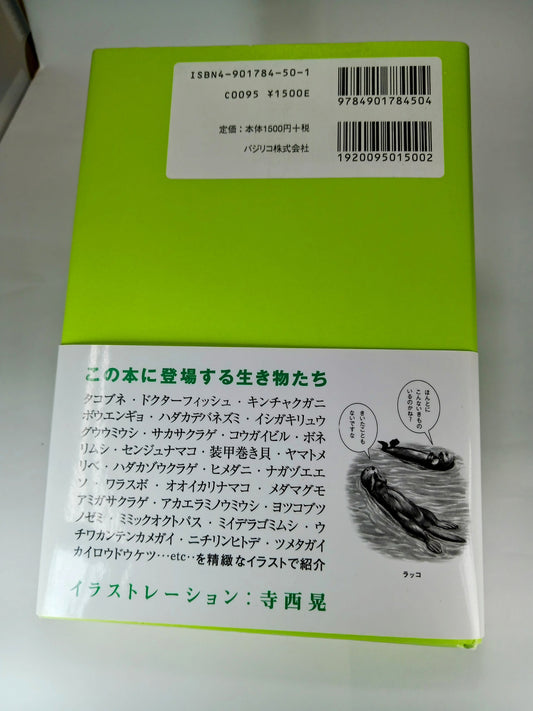 ISBN4-901784-50-1
C0095 ¥1500E
定価：本体1500円+税
バジリコ株式会社
9784901784504
1920095015002
この本に登場する生き物たち
タコブネ・ドクターフィッシュ・キンチャクガニ
ボウエンギョ・ハダカデバネズミ・イシガキリュウ
グウウミウシ・サカサクラゲ・コウガイビル・ボネ
リムシ・センジュナマコ・装甲巻き貝・ヤマトメ
リベ・ハダカゾウクラゲ・ヒメダニ・ナガヅエエ
ソ・ワラスボ・オオイカリナマコ・メダマグモ
アミガサクラゲ・アカエラミノウミウシ・ヨツコブツ
ノゼミ・ミミックオクトパス・ミイデラゴミムシ・ウ
チワカンテンカメガイ・ニチリンヒトデ・ツメタガイ
カイロウドウケツ…etc…を精緻なイラストで紹介
イラストレーション：寺西晃
ほんとに
こんないきもの
いるのかね？
きいたことも
ないですな
ラッコ